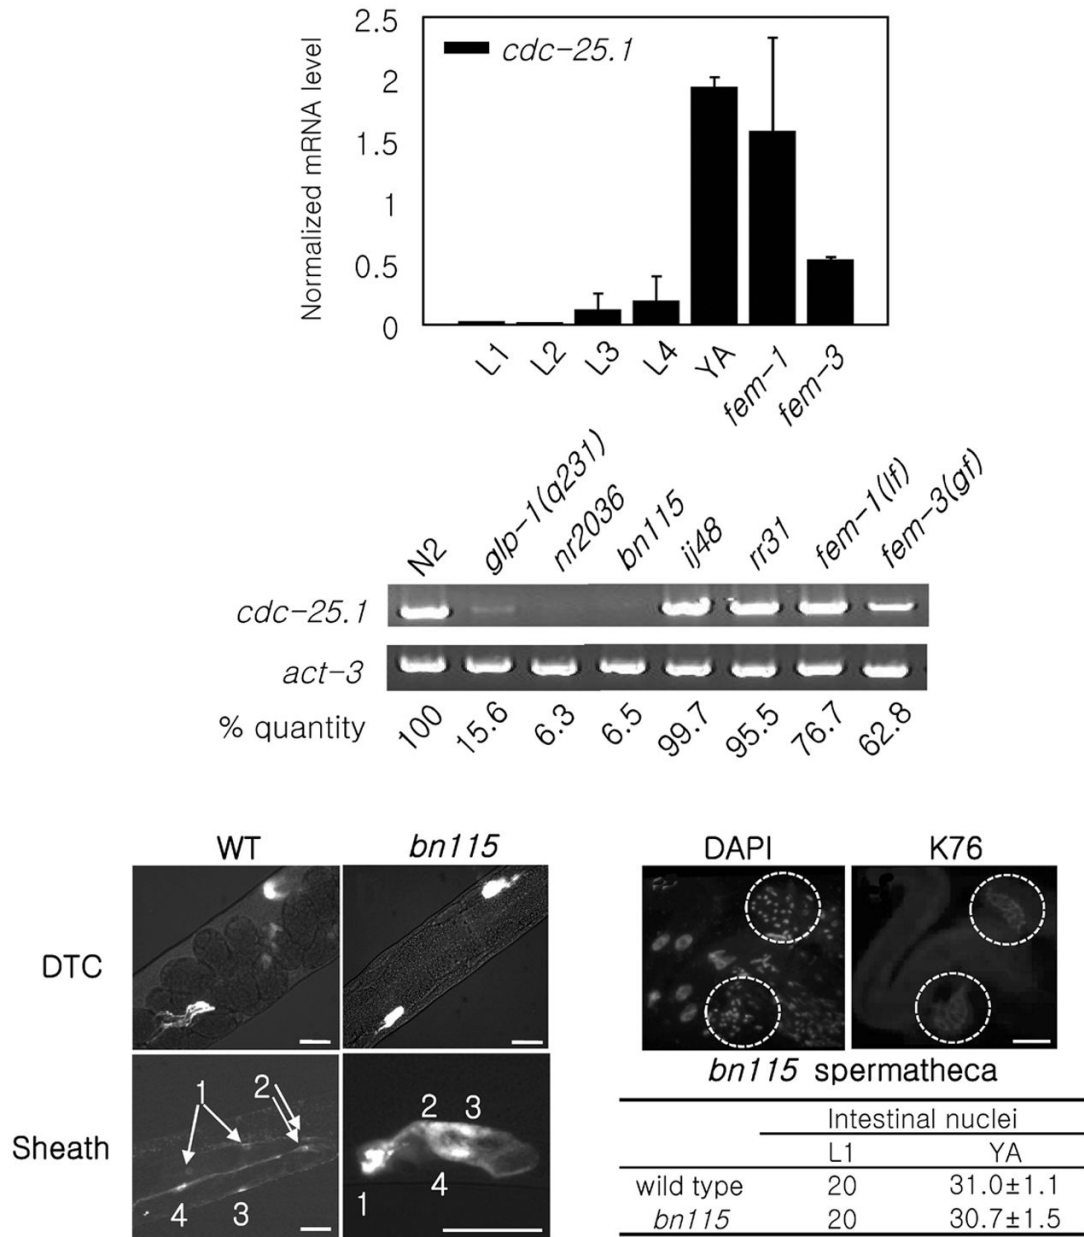 2.5
2
1.5
1
0.5
0
Normalized mRNA level
cdc-25.1
L1 L2 L3 L4 YA fem-1 fem-3
N2 glp-1(q231) nr2036 bn115 ij48 rr31 fem-1(lf) fem-3(gf)
cdc-25.1
act-3
% quantity 100 15.6 6.3 6.5 99.7 95.5 76.7 62.8
WT bn115
DTC
Sheath
1 2
4 3
2 3
4
1
DAPI K76
bn115 spermatheca
Intestinal nuclei
L1 YA
wild type 20 31.0±1.1
bn115 20 30.7±1.5